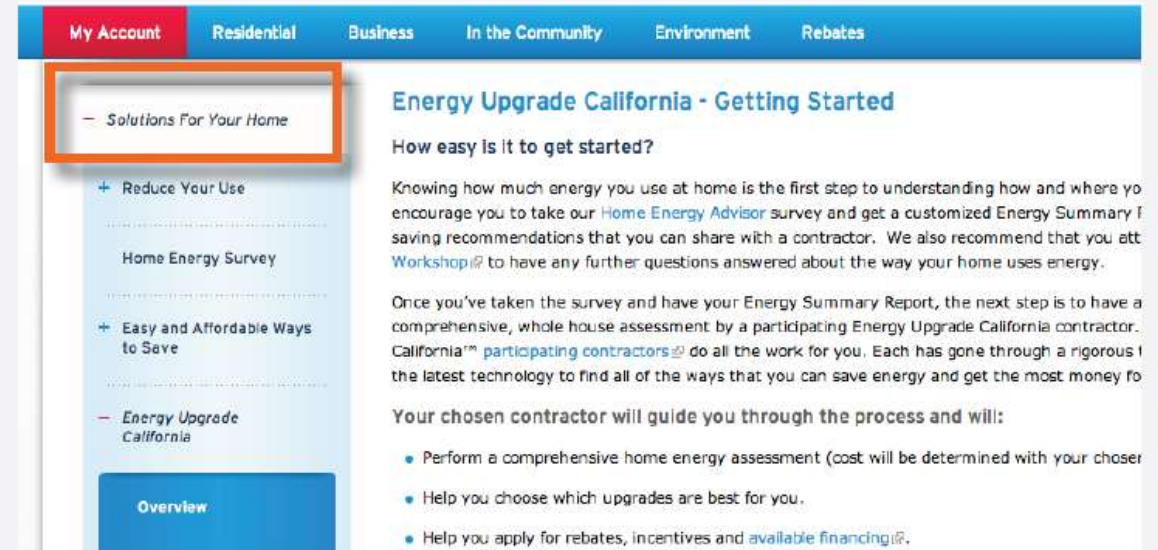 My Account Residential Business In the Community Environment Rebates
− Solutions For Your Home
+ Reduce Your Use
Home Energy Survey
+ Easy and Affordable Ways
to Save
− Energy Upgrade
California
Overview
Energy Upgrade California - Getting Started
How easy is it to get started?
Knowing how much energy you use at home is the first step to understanding how and where yo
encourage you to take our Home Energy Advisor survey and get a customized Energy Summary
saving recommendations that you can share with a contractor. We also recommend that you att
Workshop to have any further questions answered about the way your home uses energy.
Once you've taken the survey and have your Energy Summary Report, the next step is to have a
comprehensive, whole house assessment by a participating Energy Upgrade California contractor.
California™ participating contractors do all the work for you. Each has gone through a rigorous
the latest technology to find all of the ways that you can save energy and get the most money fo
Your chosen contractor will guide you through the process and will:
• Perform a comprehensive home energy assessment (cost will be determined with your chosen
• Help you choose which upgrades are best for you.
• Help you apply for rebates, incentives and available financing.